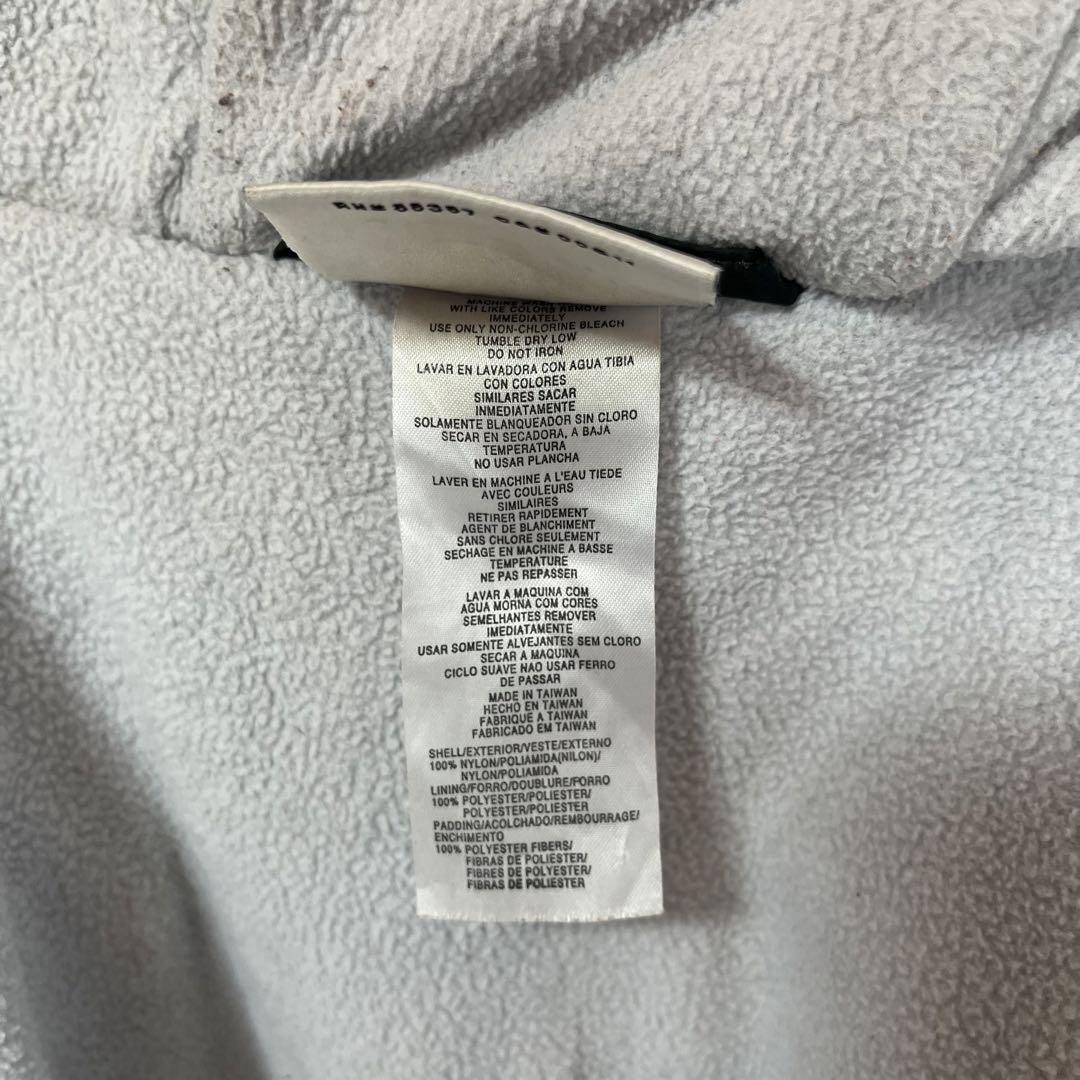 RN# 55357
MACHINE WASH
WITH LIKE COLORS REMOVE
IMMEDIATELY
USE ONLY NON-CHLORINE BLEACH
TUMBLE DRY LOW
DO NOT IRON
LAVAR EN LAVADORA CON AGUA TIBIA
CON COLORES
SIMILARES SACAR
INMEDIATAMENTE
SOLAMENTE BLANQUEADOR SIN CLORO
SECAR EN SECADORA, A BAJA
TEMPERATURA
NO USAR PLANCHA
LAVER EN MACHINE A L'EAU TIEDE
AVEC COULEURS
SIMILAIRES
RETIRER RAPIDEMENT
AGENT DE BLANCHIMENT
SANS CHLORE SEULEMENT
SECHAGE EN MACHINE A BASSE
TEMPERATURE
NE PAS REPASSER
LAVAR A MAQUINA COM
AGUA MORNA COM CORES
SEMELHANTES REMOVER
IMEDIATAMENTE
USAR SOMENTE ALVEJANTES SEM CLORO
SECAR A MAQUINA
CICLO SUAVE NAO USAR FERRO
DE PASSAR
MADE IN TAIWAN
HECHO EN TAIWAN
FABRIQUE A TAIWAN
FABRICADO EM TAIWAN
SHELL/EXTERIOR/VESTE/EXTERNO
100% NYLON/POLIAMIDA(NILON)/
NYLON/POLIAMIDA
LINING/FORRO/DOUBLURE/FORRO
100% POLYESTER/POLIESTER/
POLYESTER/POLIESTER
PADDING/ACOLCHADO/REMBOURRAGE/
ENCHIMENTO
100% POLYESTER FIBERS/
FIBRAS DE POLIESTER/
FIBRES DE POLYESTER/
FIBRAS DE POLIESTER